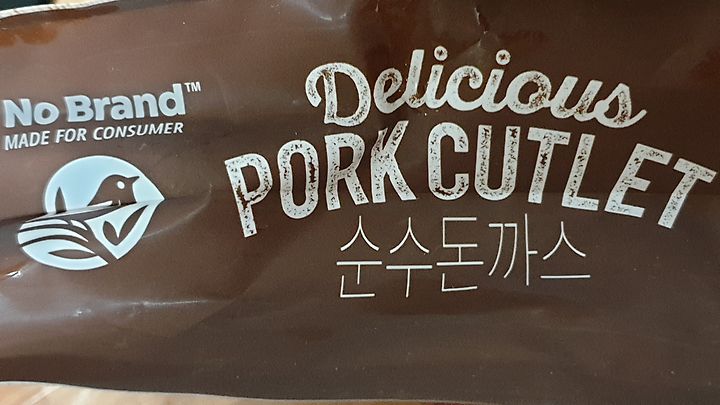 No Brand™
MADE FOR CONSUMER
Delicious
PORK CUTLET
순수돈까스